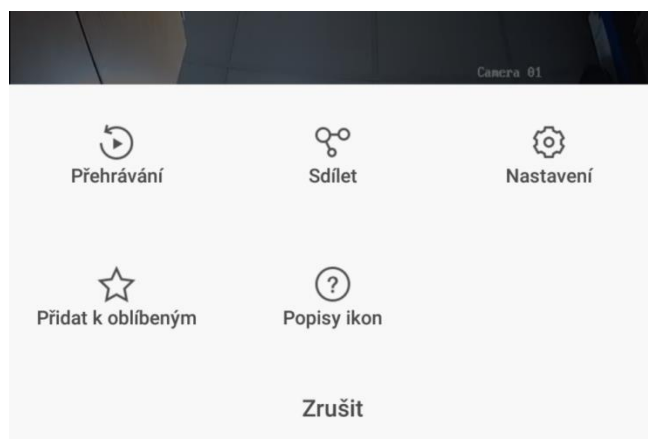 Camera 01
Přehrávání
Sdílet
Nastavení
Přidat k oblíbeným
Popisy ikon
Zrušit